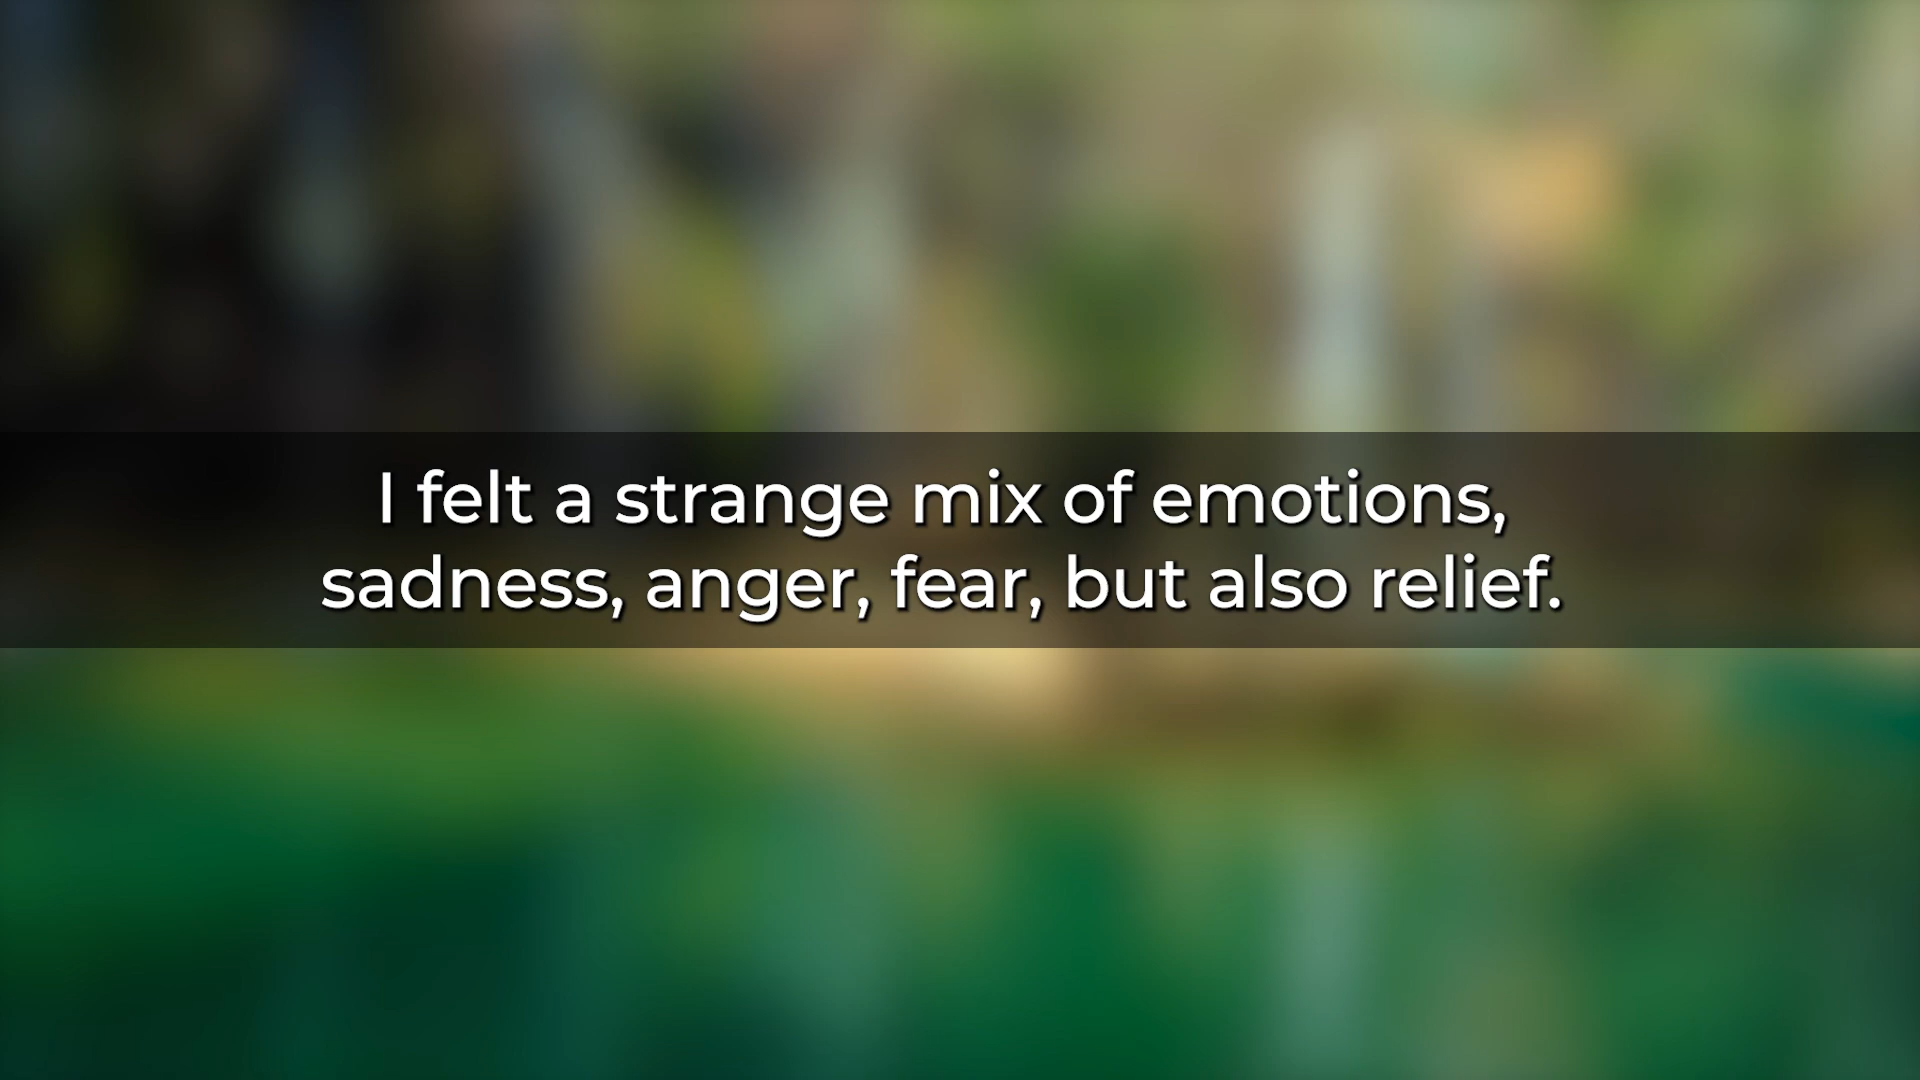 I felt a strange mix of emotions,
sadness, anger, fear, but also relief.